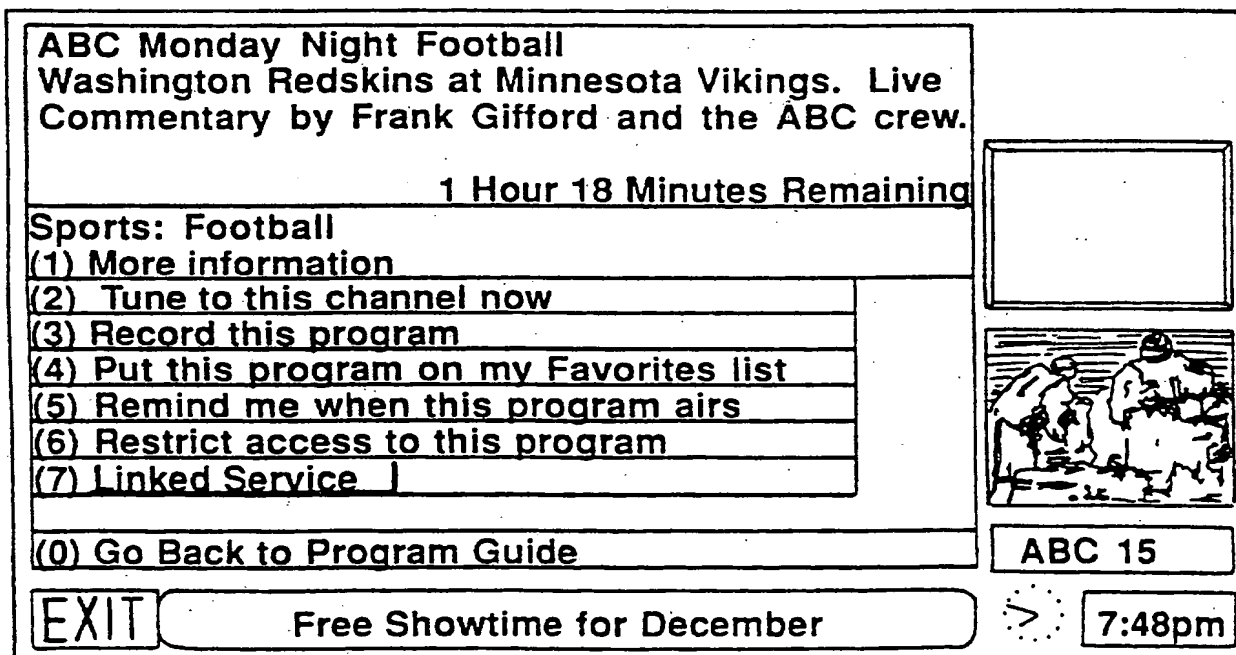 ABC Monday Night Football
Washington Redskins at Minnesota Vikings. Live
Commentary by Frank Gifford and the ABC crew.
1 Hour 18 Minutes Remaining
Sports: Football
(1) More information
(2) Tune to this channel now
(3) Record this program
(4) Put this program on my Favorites list
(5) Remind me when this program airs
(6) Restrict access to this program
(7) Linked Service
(0) Go Back to Program Guide
ABC 15
EXIT
Free Showtime for December
7:48pm